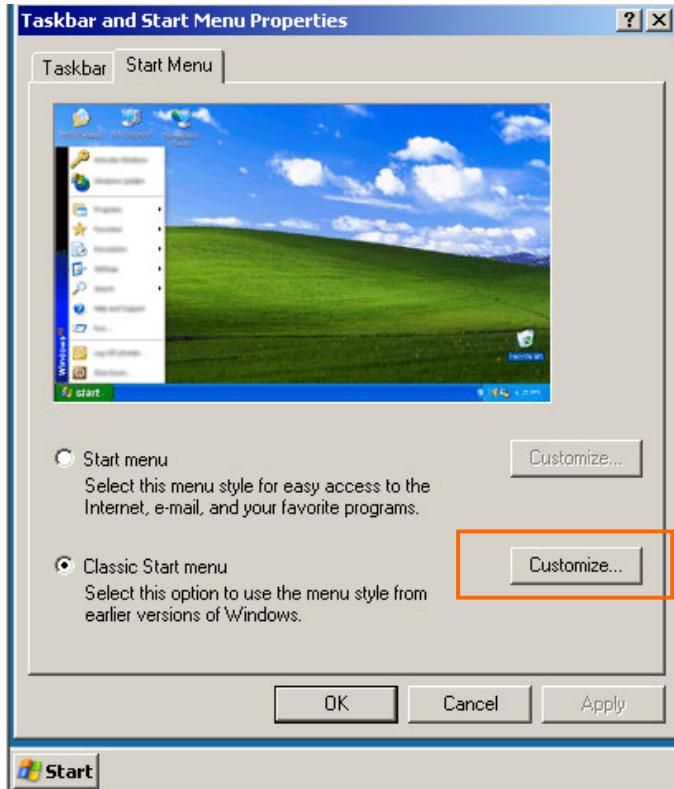 Taskbar and Start Menu Properties
Taskbar Start Menu
start
Start menu Customize...
Select this menu style for easy access to the
Internet, e-mail, and your favorite programs.
Classic Start menu Customize...
Select this option to use the menu style from
earlier versions of Windows.
OK Cancel Apply
Start